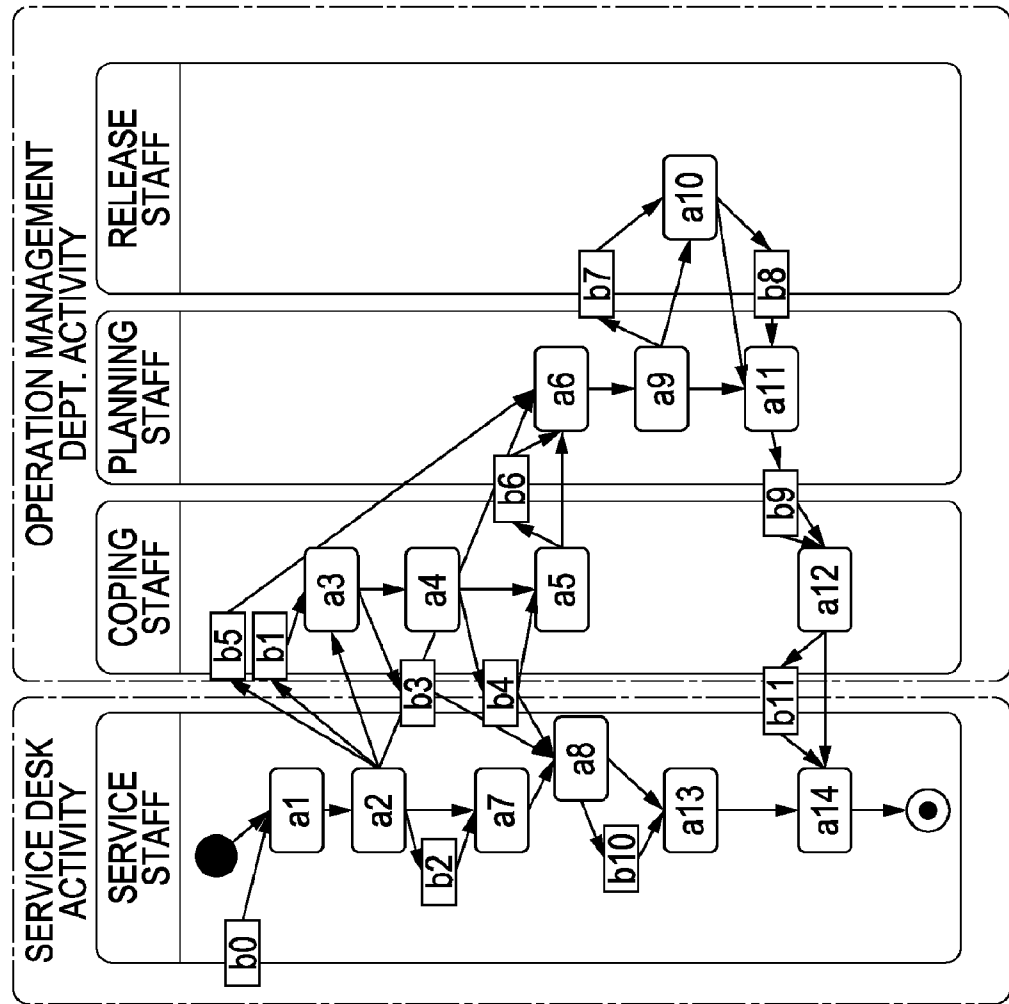 SERVICE DESK
ACTIVITY
SERVICE
STAFF
OPERATION MANAGEMENT
DEPT. ACTIVITY
COPING
STAFF
PLANNING
STAFF
RELEASE
STAFF
b0
a1
a2
b2
a7
a8
b10
a13
a14
b5
b1
a3
a4
b3
b4
a5
b6
a6
a9
b7
a10
b8
a11
b9
a12
b11